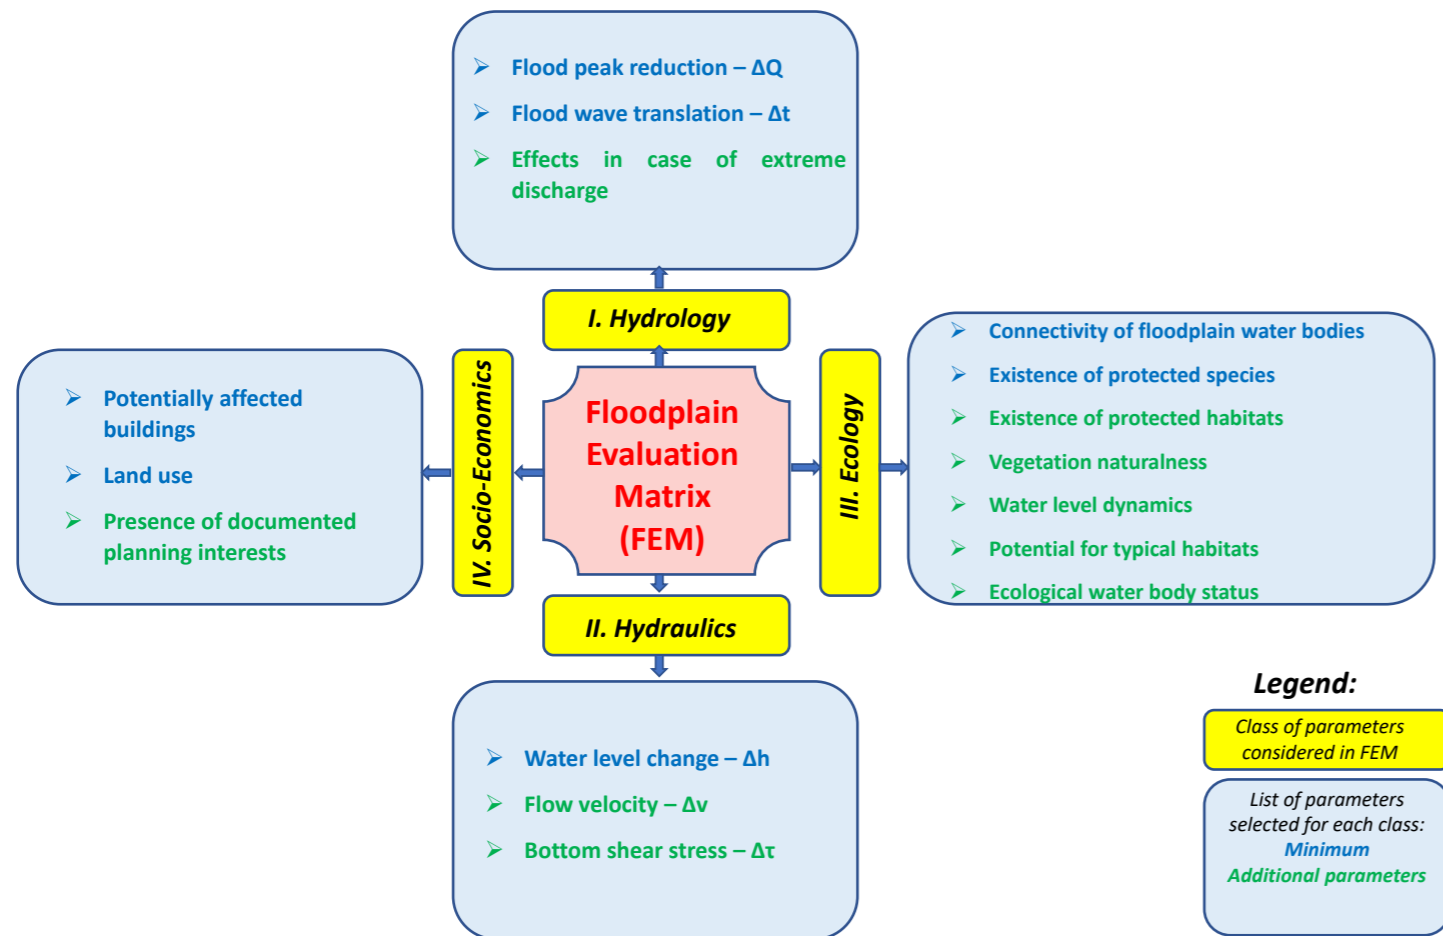 ➢ Flood peak reduction – ΔQ
➢ Flood wave translation – Δt
➢ Effects in case of extreme
discharge
I. Hydrology
➢ Potentially affected
buildings
➢ Land use
➢ Presence of documented
planning interests
IV. Socio-Economics
Floodplain
Evaluation
Matrix
(FEM)
III. Ecology
➢ Connectivity of floodplain water bodies
➢ Existence of protected species
➢ Existence of protected habitats
➢ Vegetation naturalness
➢ Water level dynamics
➢ Potential for typical habitats
➢ Ecological water body status
II. Hydraulics
➢ Water level change – Δh
➢ Flow velocity – Δv
➢ Bottom shear stress – Δτ
Legend:
Class of parameters
considered in FEM
List of parameters
selected for each class:
Minimum
Additional parameters